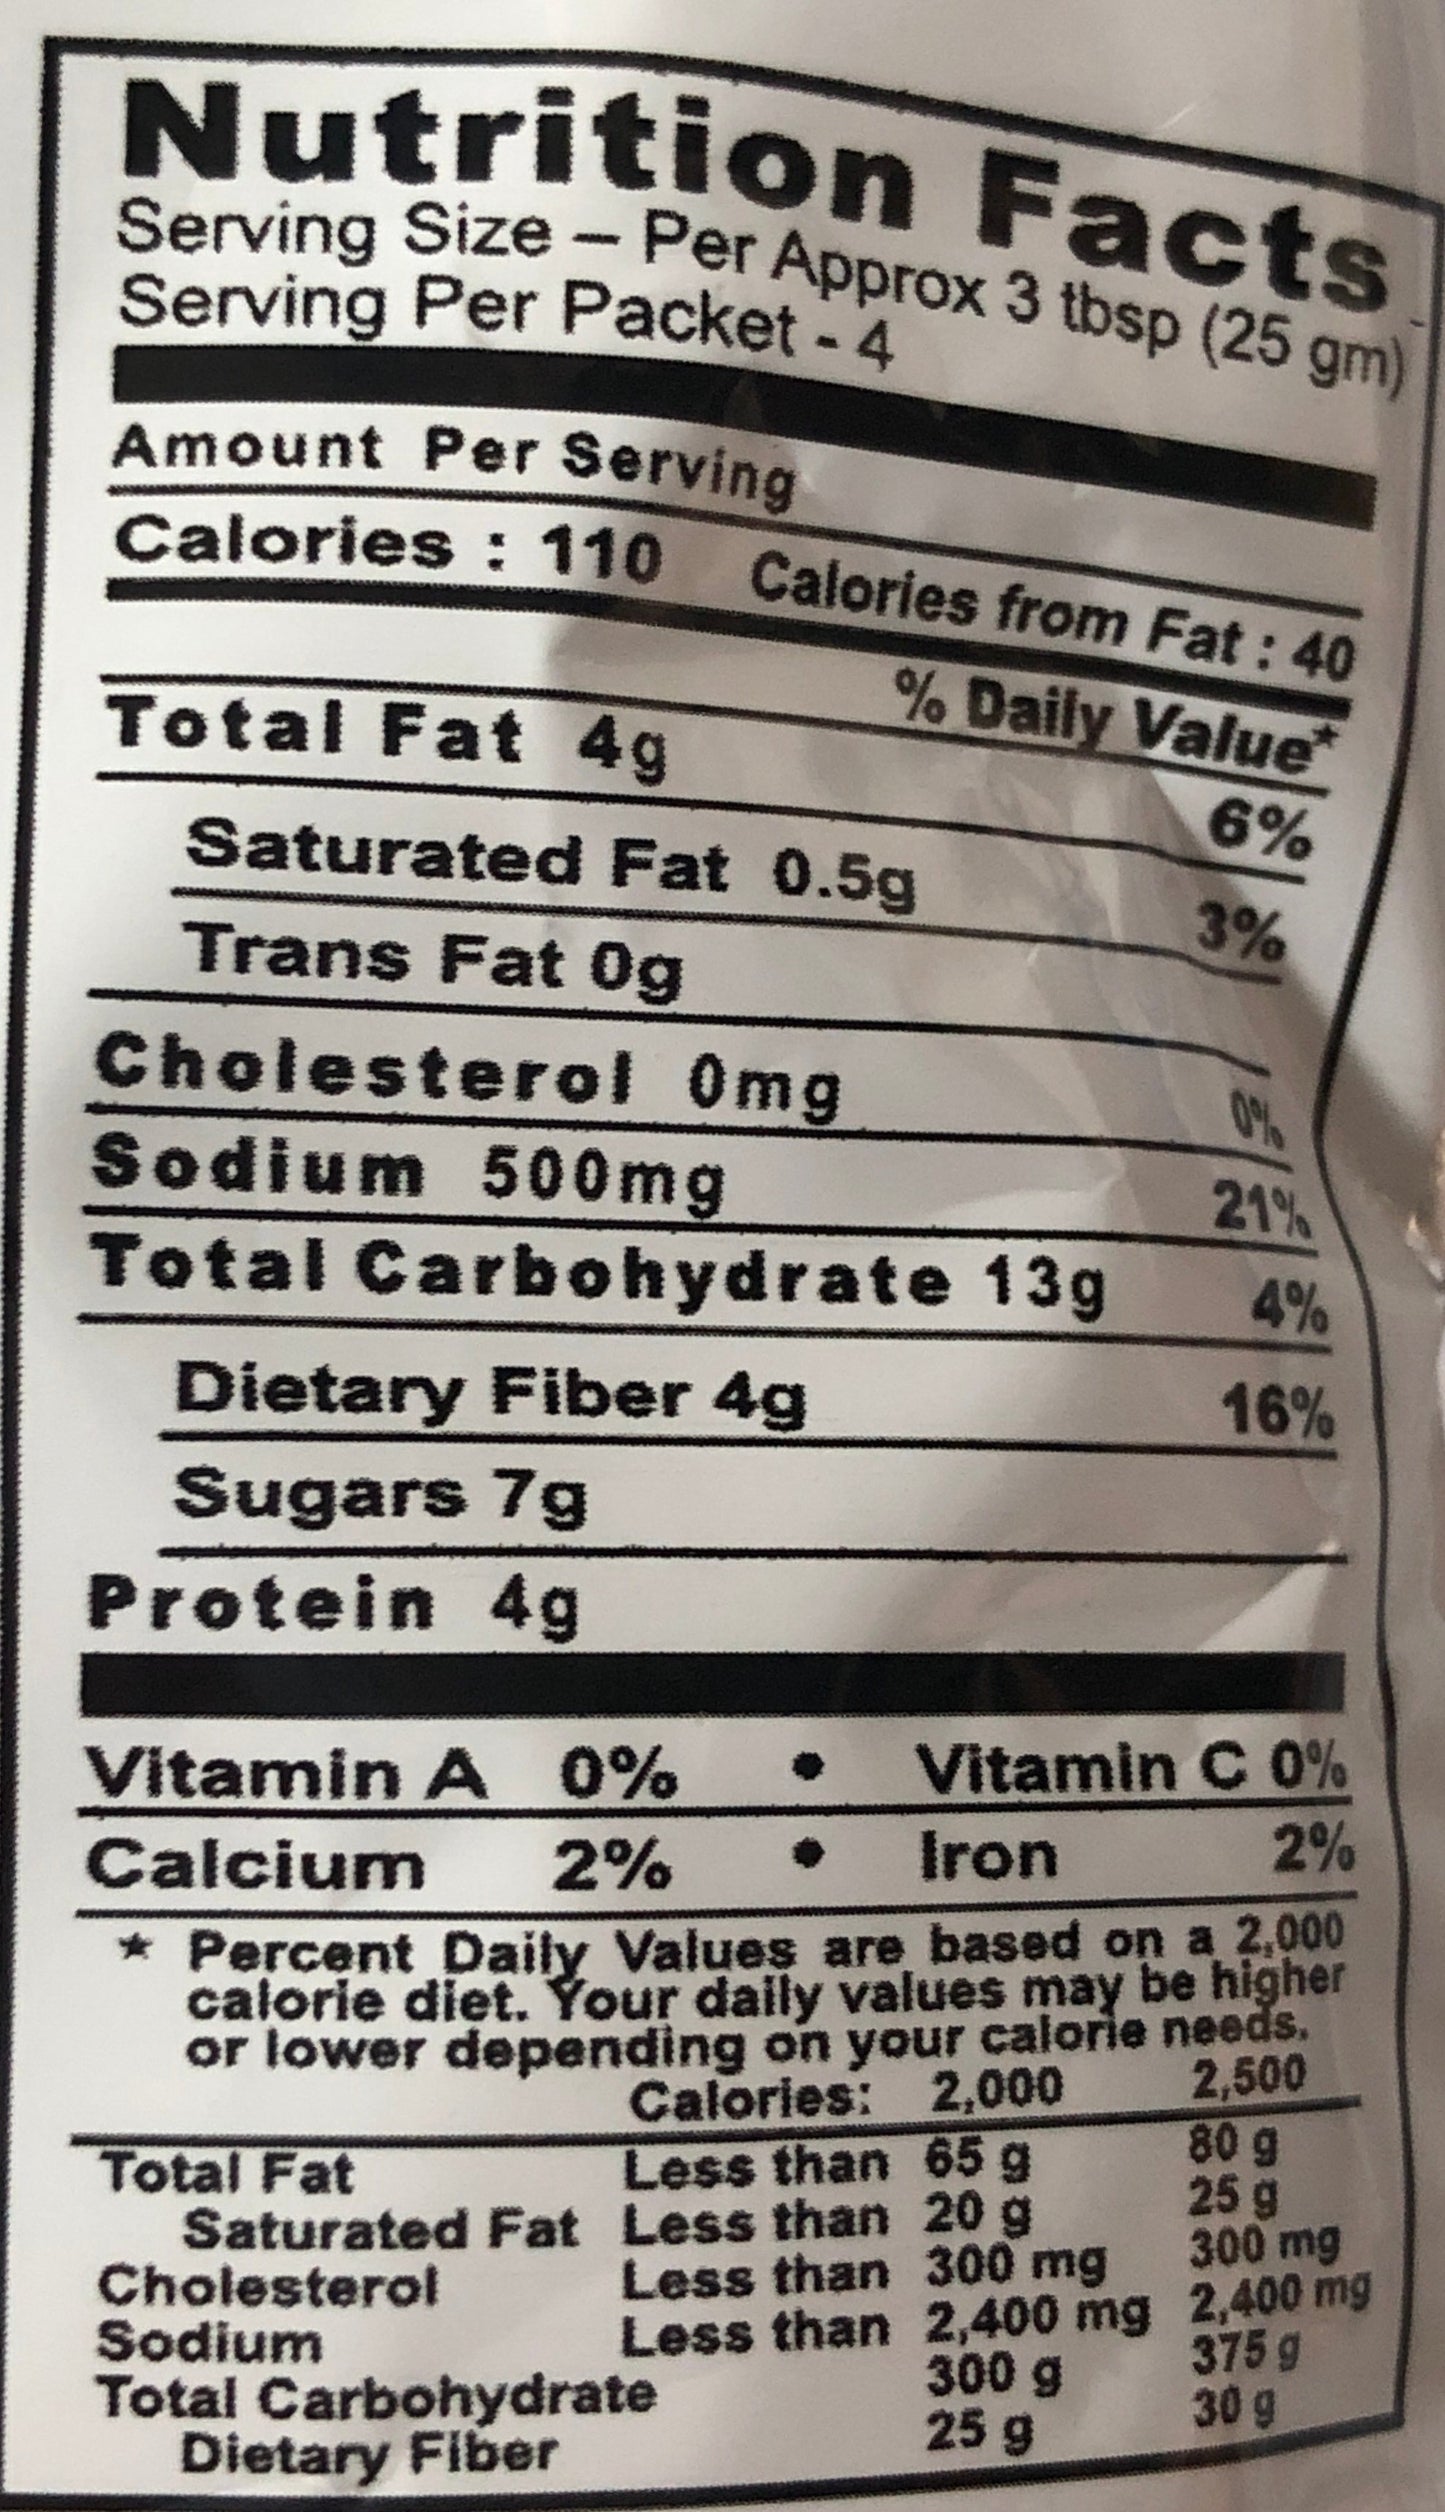 Nutrition Facts
Serving Size – Per Approx 3 tbsp (25 gm)
Serving Per Packet - 4
Amount Per Serving
Calories : 110 Calories from Fat : 40
% Daily Value*
Total Fat 4g 6%
Saturated Fat 0.5g 3%
Trans Fat 0g
Cholesterol 0mg 0%
Sodium 500mg 21%
Total Carbohydrate 13g 4%
Dietary Fiber 4g 16%
Sugars 7g
Protein 4g
Vitamin A 0% • Vitamin C 0%
Calcium 2% • Iron 2%
* Percent Daily Values are based on a 2,000
calorie diet. Your daily values may be higher
or lower depending on your calorie needs.
Calories: 2,000 2,500
Total Fat Less than 65 g 80 g
Saturated Fat Less than 20 g 25 g
Cholesterol Less than 300 mg 300 mg
Sodium Less than 2,400 mg 2,400 mg
Total Carbohydrate 300 g 375 g
Dietary Fiber 25 g 30 g